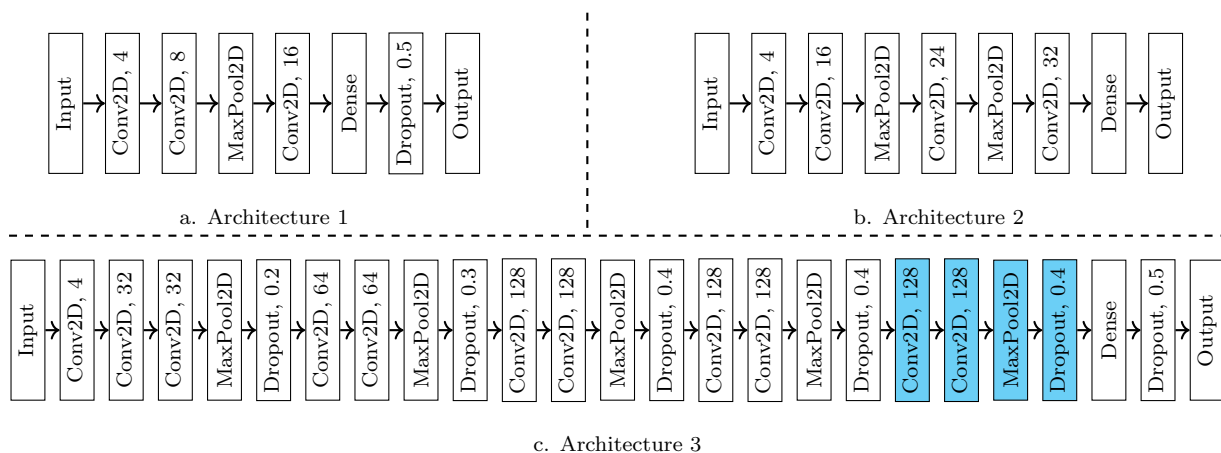 Input
Conv2D, 4
Conv2D, 8
MaxPool2D
Conv2D, 16
Dense
Dropout, 0.5
Output
a. Architecture 1
Input
Conv2D, 4
Conv2D, 16
MaxPool2D
Conv2D, 24
MaxPool2D
Conv2D, 32
Dense
Output
b. Architecture 2
Input
Conv2D, 4
Conv2D, 32
Conv2D, 32
MaxPool2D
Dropout, 0.2
Conv2D, 64
Conv2D, 64
MaxPool2D
Dropout, 0.3
Conv2D, 128
Conv2D, 128
MaxPool2D
Dropout, 0.4
Conv2D, 128
Conv2D, 128
MaxPool2D
Dropout, 0.4
Conv2D, 128
Conv2D, 128
MaxPool2D
Dropout, 0.4
Dense
Dropout, 0.5
Output
c. Architecture 3